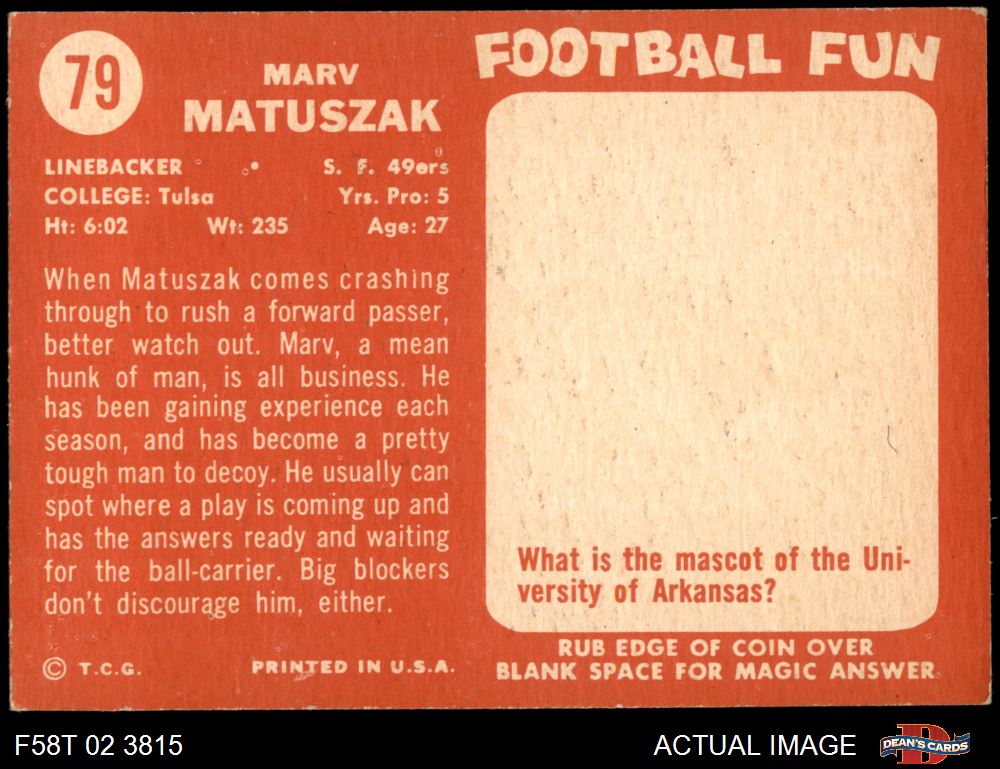 79
MARV
MATUSZAK
LINEBACKER S. F. 49ers
COLLEGE: Tulsa Yrs. Pro: 5
Ht: 6:02 Wt: 235 Age: 27
When Matuszak comes crashing
through to rush a forward passer,
better watch out. Marv, a mean
hunk of man, is all business. He
has been gaining experience each
season, and has become a pretty
tough man to decoy. He usually can
spot where a play is coming up and
has the answers ready and waiting
for the ball-carrier. Big blockers
don't discourage him, either.
© T.C.G. PRINTED IN U.S.A.
FOOTBALL FUN
What is the mascot of the Uni-
versity of Arkansas?
RUB EDGE OF COIN OVER
BLANK SPACE FOR MAGIC ANSWER
F58T 02 3815
ACTUAL IMAGE
D
DEAN'S CARDS